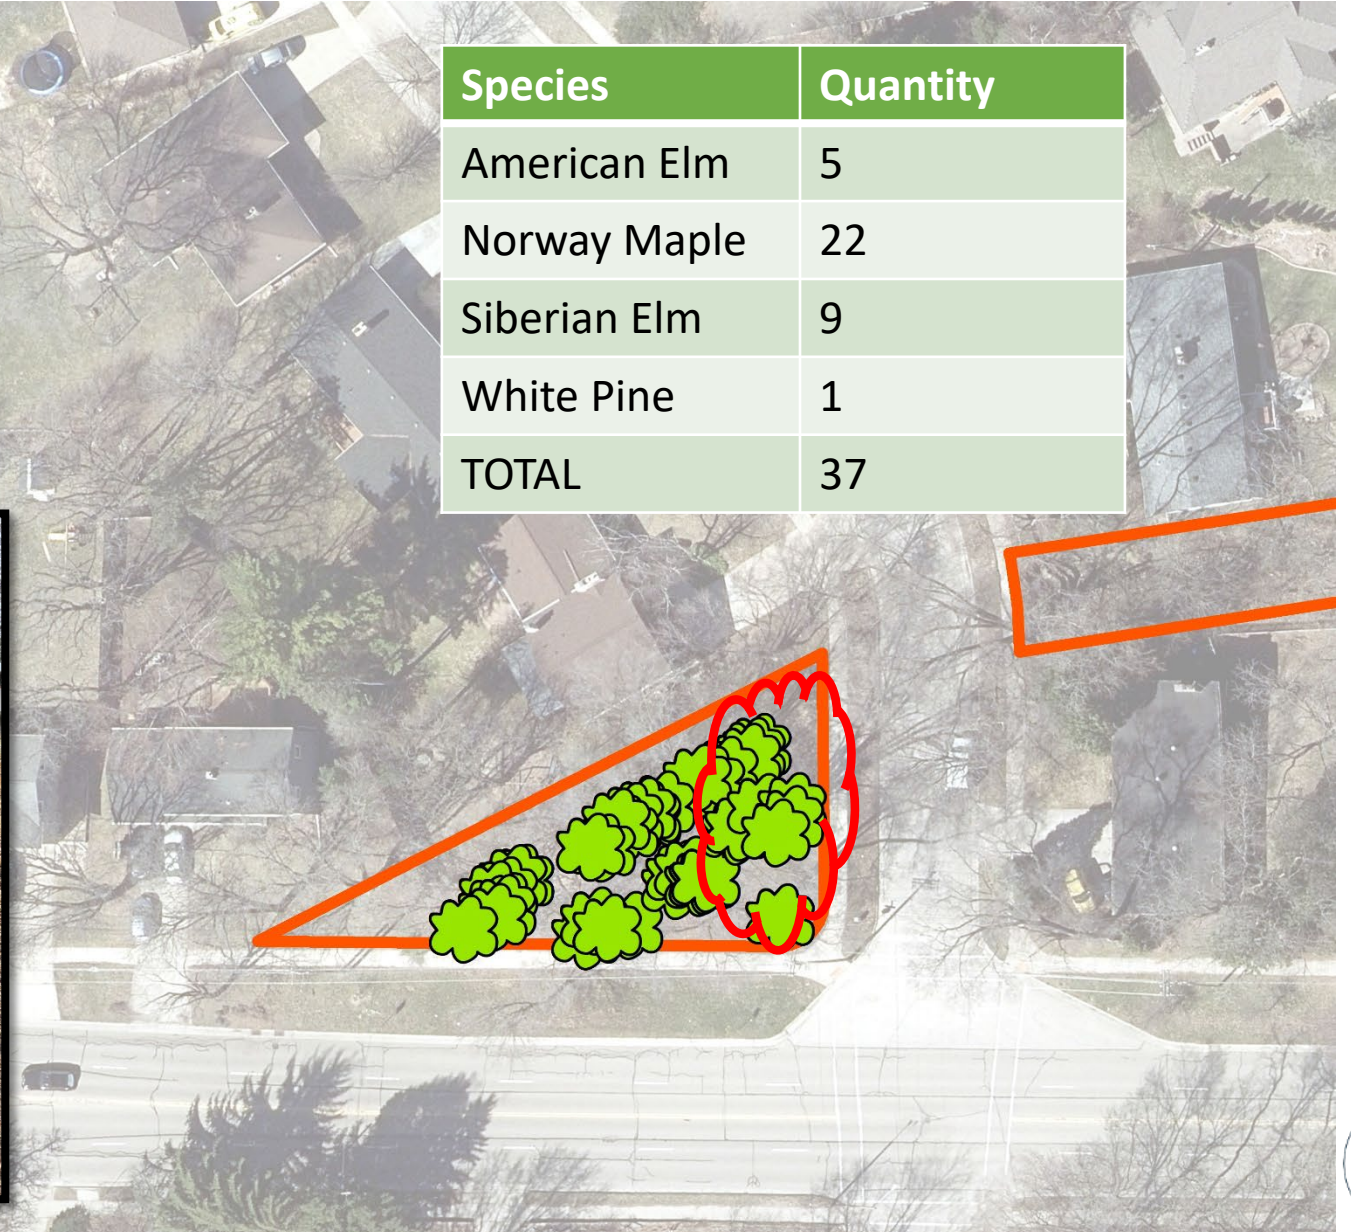 Species Quantity
American Elm 5
Norway Maple 22
Siberian Elm 9
White Pine 1
TOTAL 37